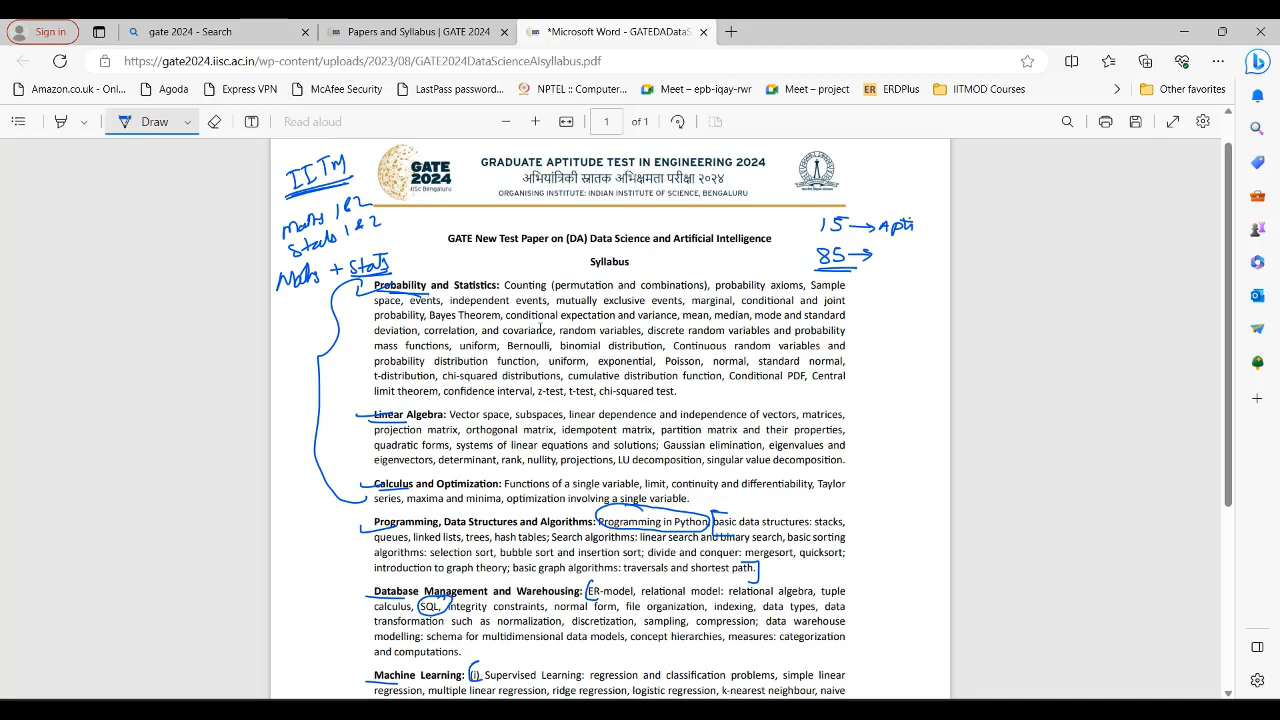 Sign in
gate 2024 - Search
Papers and Syllabus | GATE 2024
*Microsoft Word - GATEDADataS
https://gate2024.iisc.ac.in/wp-content/uploads/2023/08/GATE2024DataScienceAIsyllabus.pdf
Amazon.co.uk - Onl...
Agoda
Express VPN
McAfee Security
LastPass password...
NPTEL :: Computer...
Meet – epb-iqay-rwr
Meet – project
ER
ERDPlus
IITMOD Courses
Other favorites
Draw
Read aloud
1
of 1
IITM
Maths 1 & 2
Stats 1 & 2
Maths + Stats
GATE
2024
IISc Bengaluru
GRADUATE APTITUDE TEST IN ENGINEERING 2024
अभियांत्रिकी स्नातक अभिक्षमता परीक्षा २०२४
ORGANISING INSTITUTE: INDIAN INSTITUTE OF SCIENCE, BENGALURU
15 → Apti
85 →
GATE New Test Paper on (DA) Data Science and Artificial Intelligence
Syllabus
Probability and Statistics: Counting (permutation and combinations), probability axioms, Sample
space, events, independent events, mutually exclusive events, marginal, conditional and joint
probability, Bayes Theorem, conditional expectation and variance, mean, median, mode and standard
deviation, correlation, and covariance, random variables, discrete random variables and probability
mass functions, uniform, Bernoulli, binomial distribution, Continuous random variables and
probability distribution function, uniform, exponential, Poisson, normal, standard normal,
t-distribution, chi-squared distributions, cumulative distribution function, Conditional PDF, Central
limit theorem, confidence interval, z-test, t-test, chi-squared test.
Linear Algebra: Vector space, subspaces, linear dependence and independence of vectors, matrices,
projection matrix, orthogonal matrix, idempotent matrix, partition matrix and their properties,
quadratic forms, systems of linear equations and solutions; Gaussian elimination, eigenvalues and
eigenvectors, determinant, rank, nullity, projections, LU decomposition, singular value decomposition.
Calculus and Optimization: Functions of a single variable, limit, continuity and differentiability, Taylor
series, maxima and minima, optimization involving a single variable.
Programming, Data Structures and Algorithms: Programming in Python, basic data structures: stacks,
queues, linked lists, trees, hash tables; Search algorithms: linear search and binary search, basic sorting
algorithms: selection sort, bubble sort and insertion sort; divide and conquer: mergesort, quicksort;
introduction to graph theory; basic graph algorithms: traversals and shortest path.
Database Management and Warehousing: ER-model, relational model: relational algebra, tuple
calculus, SQL, integrity constraints, normal form, file organization, indexing, data types, data
transformation such as normalization, discretization, sampling, compression; data warehouse
modelling: schema for multidimensional data models, concept hierarchies, measures: categorization
and computations.
Machine Learning: (i) Supervised Learning: regression and classification problems, simple linear
regression, multiple linear regression, ridge regression, logistic regression, k-nearest neighbour, naive